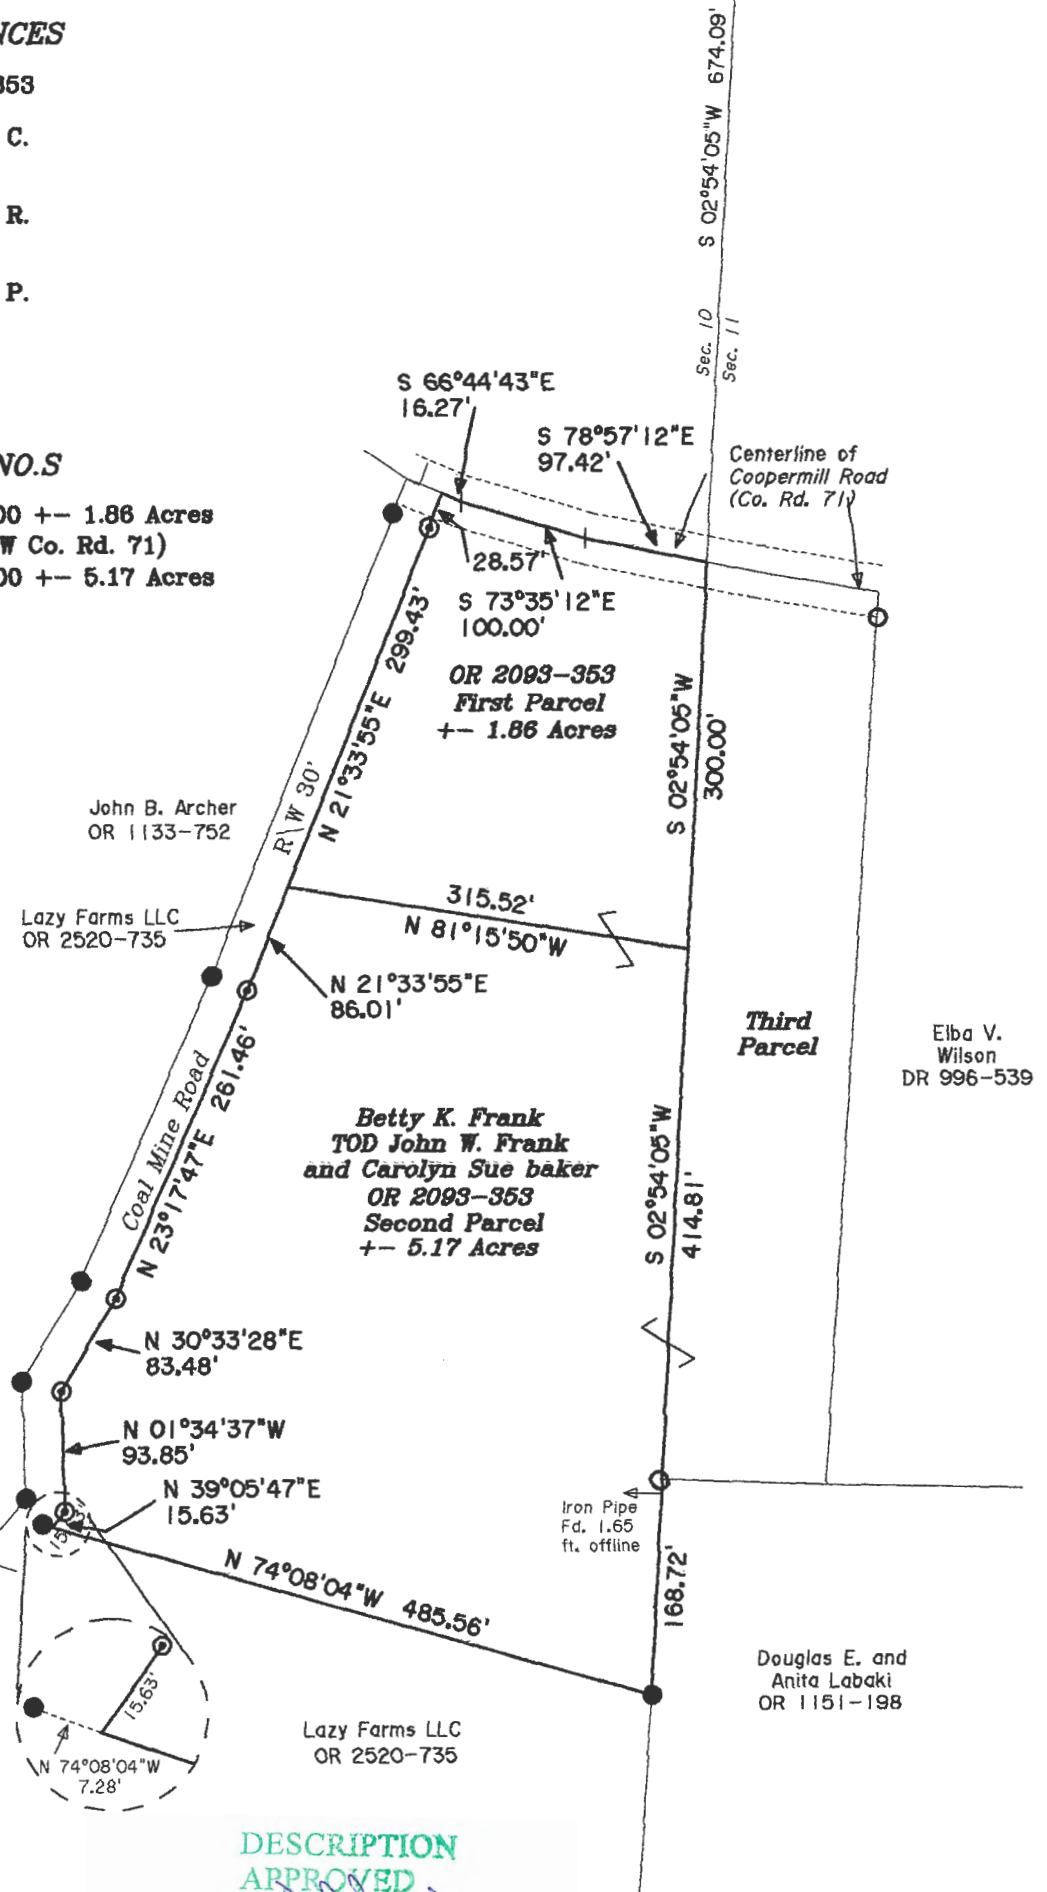 NCES
353
C.
R.
P.
NO.S
00 +- 1.86 Acres
W Co. Rd. 71)
00 +- 5.17 Acres
S 02°54'05"W 674.09'
Sec. 10
Sec. 11
S 66°44'43"E
16.27'
S 78°57'12"E
97.42'
Centerline of
Coopermill Road
(Co. Rd. 71)
28.57'
S 73°35'12"E
100.00'
OR 2093-353
First Parcel
+- 1.86 Acres
N 21°33'55"E 299.43'
R\W 30'
S 02°54'05"W
300.00'
John B. Archer
OR 1133-752
Lazy Farms LLC
OR 2520-735
315.52'
N 81°15'50"W
N 21°33'55"E
86.01'
Third
Parcel
Elba V.
Wilson
DR 996-539
Coal Mine Road
N 23°17'47"E 261.46'
Betty K. Frank
TOD John W. Frank
and Carolyn Sue baker
OR 2093-353
Second Parcel
+- 5.17 Acres
S 02°54'05"W
414.81'
N 30°33'28"E
83.48'
N 01°34'37"W
93.85'
N 39°05'47"E
15.63'
15.63'
Iron Pipe
Fd. 1.65
ft. offline
N 74°08'04"W 485.56'
168.72'
15.63'
N 74°08'04"W
7.28'
Douglas E. and
Anita Labaki
OR 1151-198
Lazy Farms LLC
OR 2520-735
DESCRIPTION
APPROVED